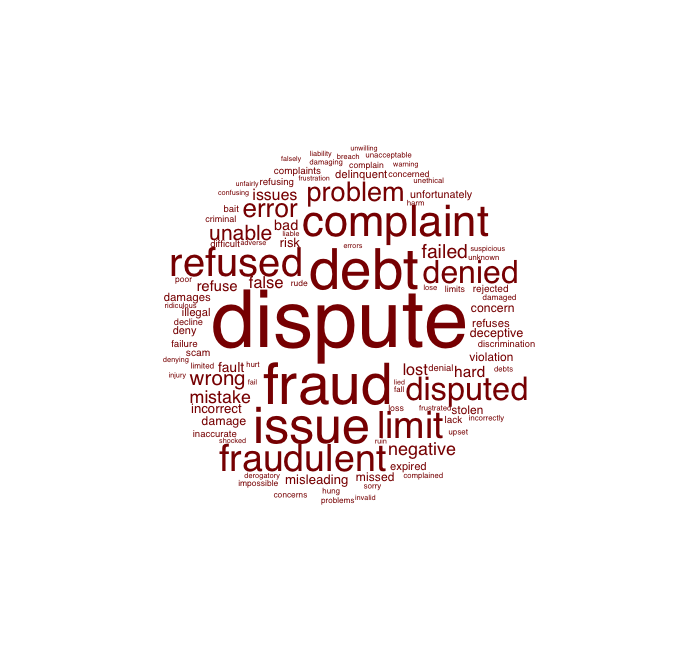 unwilling
falsely liability breach unacceptable
damaging complain warning
complaints frustration delinquent concerned
unfairly refusing unethical
confusing issues problem unfortunately
harm
bait error complaint
criminal bad
unable liable
difficult adverse risk errors
failed suspicious
unknown
refused debt denied
poor refuse false rude lose limits rejected
damages damaged
ridiculous concern
illegal dispute
decline refuses
deny deceptive
failure discrimination
scam violation
denying
limited fault hurt lost denial hard debts
injury wrong fail fraud lied disputed
fall
mistake
incorrect loss frustrated stolen
damage issue limit lack incorrectly
inaccurate upset
shocked ruin
fraudulent negative
expired
derogatory misleading missed complained
impossible sorry
concerns hung
problems invalid